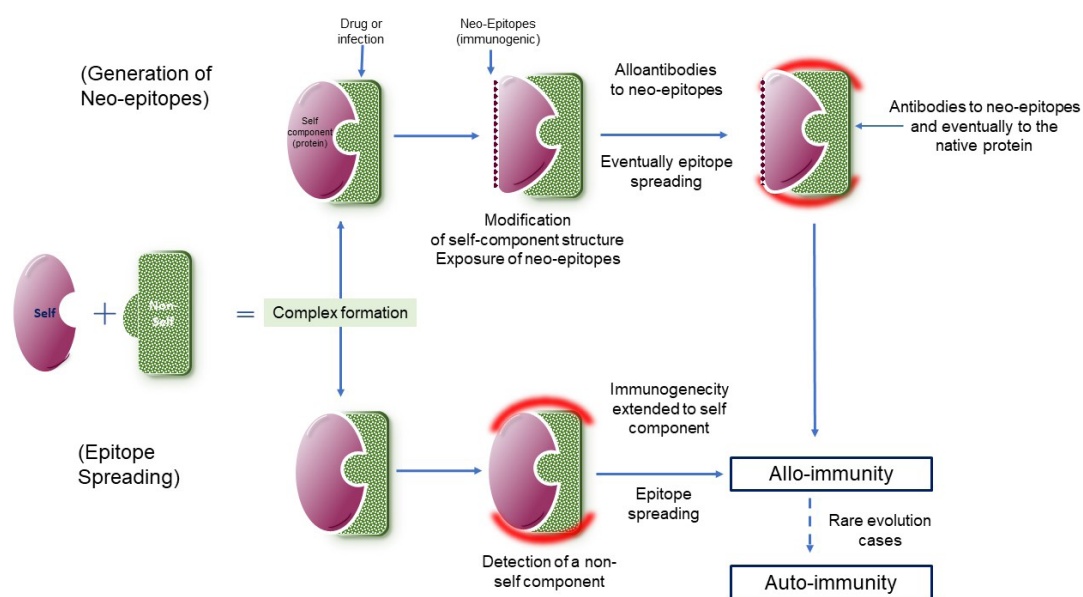 Drug or
infection
Neo-Epitopes
(immunogenic)
(Generation of
Neo-epitopes)
Self
component
(protein)
Alloantibodies
to neo-epitopes
Eventually epitope
spreading
Antibodies to neo-epitopes
and eventually to the
native protein
Modification
of self-component structure
Exposure of neo-epitopes
Self
+
Non-
Self
=
Complex formation
(Epitope
Spreading)
Immunogenecity
extended to self
component
Epitope
spreading
Detection of a non-
self component
Allo-immunity
Rare evolution
cases
Auto-immunity